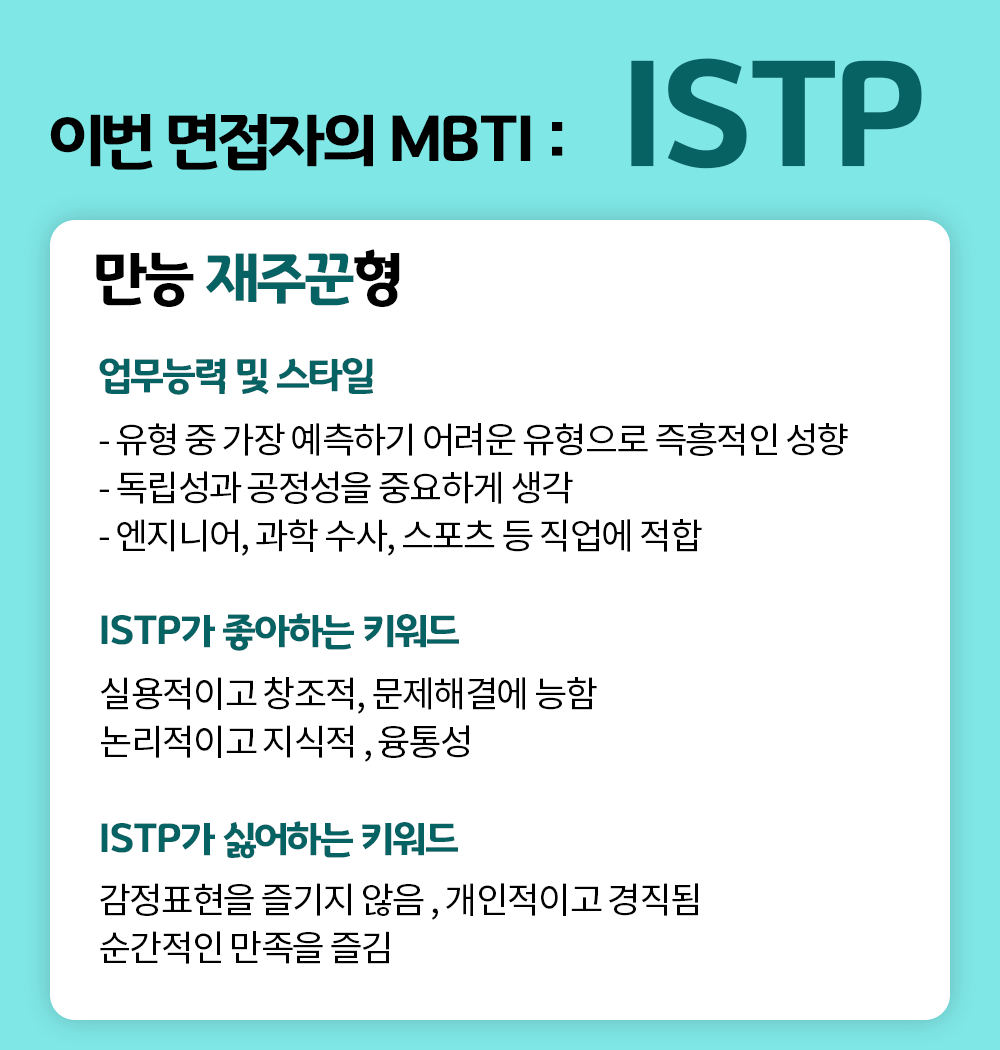 이번 면접자의 MBTI : ISTP
만능 재주꾼형
업무능력 및 스타일
- 유형 중 가장 예측하기 어려운 유형으로 즉흥적인 성향
- 독립성과 공정성을 중요하게 생각
- 엔지니어, 과학 수사, 스포츠 등 직업에 적합
ISTP가 좋아하는 키워드
실용적이고 창조적, 문제해결에 능함
논리적이고 지식적 , 융통성
ISTP가 싫어하는 키워드
감정표현을 즐기지 않음 , 개인적이고 경직됨
순간적인 만족을 즐김